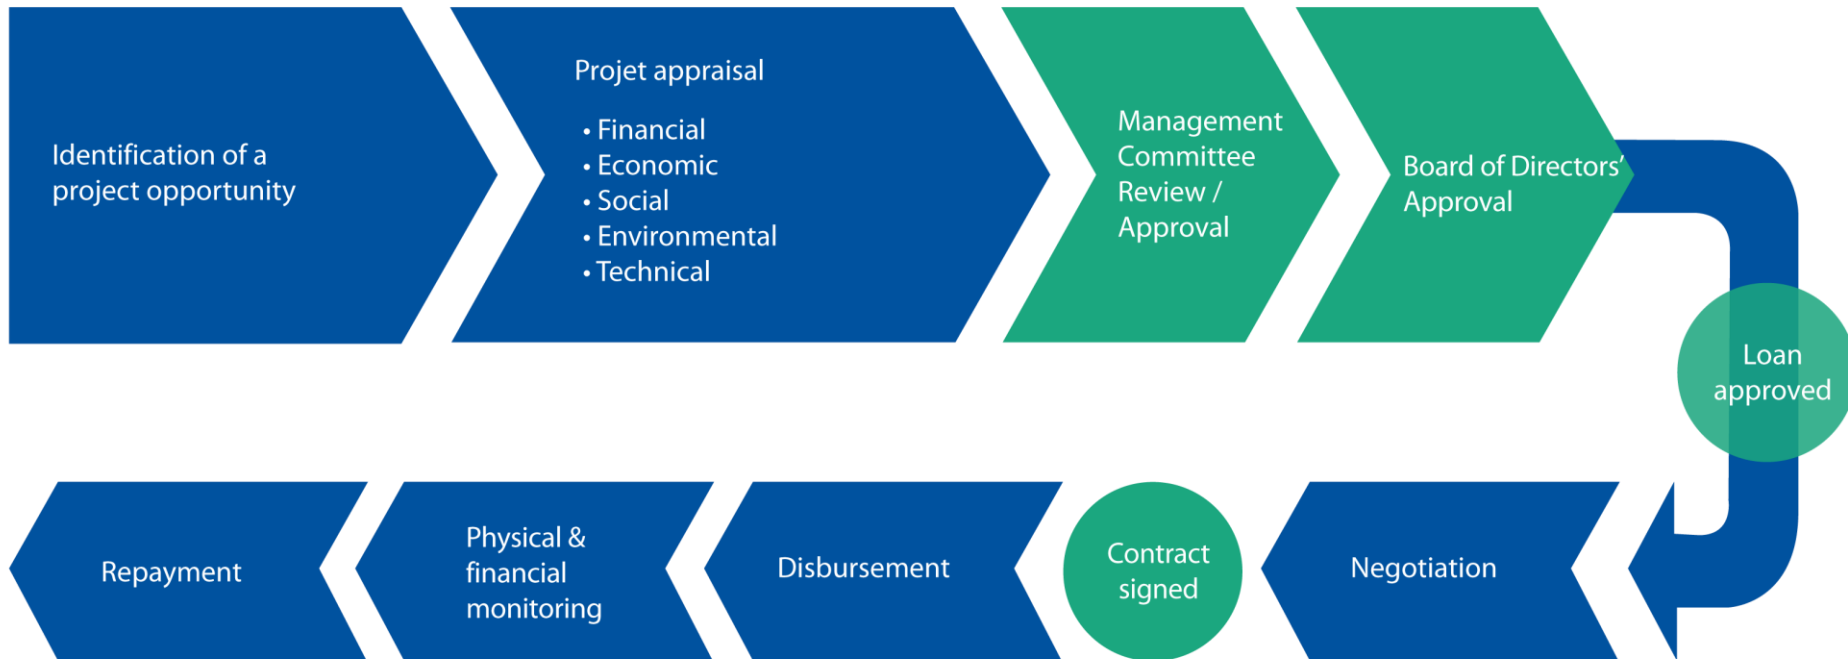 Identification of a
project opportunity
Projet appraisal
• Financial
• Economic
• Social
• Environmental
• Technical
Management
Committee
Review /
Approval
Board of Directors’
Approval
Loan
approved
Negotiation
Contract
signed
Disbursement
Physical &
financial
monitoring
Repayment